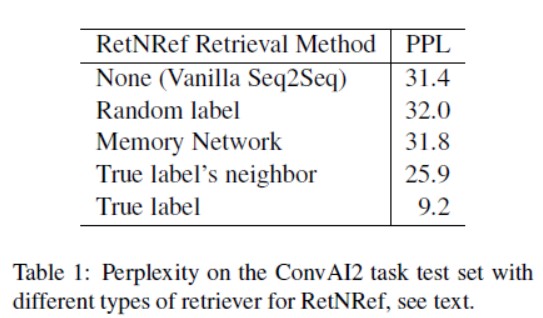 RetNRef Retrieval Method PPL
None (Vanilla Seq2Seq) 31.4
Random label 32.0
Memory Network 31.8
True label's neighbor 25.9
True label 9.2
Table 1: Perplexity on the ConvAI2 task test set with
different types of retriever for RetNRef, see text.